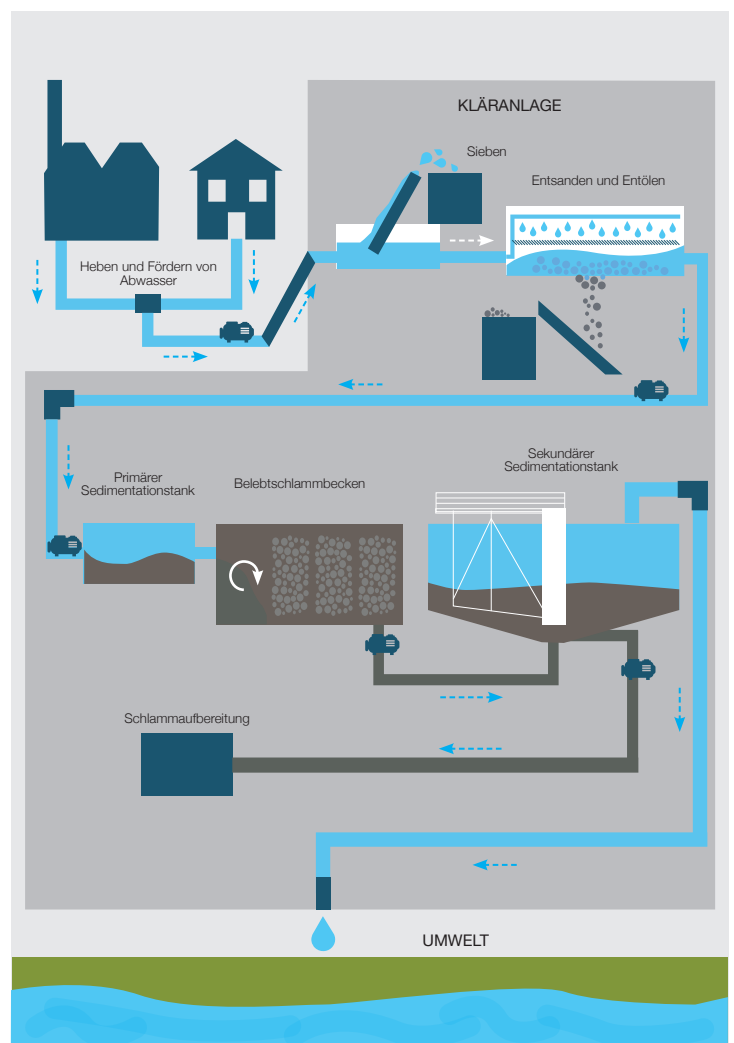 KLÄRANLAGE
Sieben
Entsanden und Entölen
Heben und Fördern von
Abwasser
Primärer
Sedimentationstank
Belebtschlammbecken
Sekundärer
Sedimentationstank
Schlammaufbereitung
UMWELT